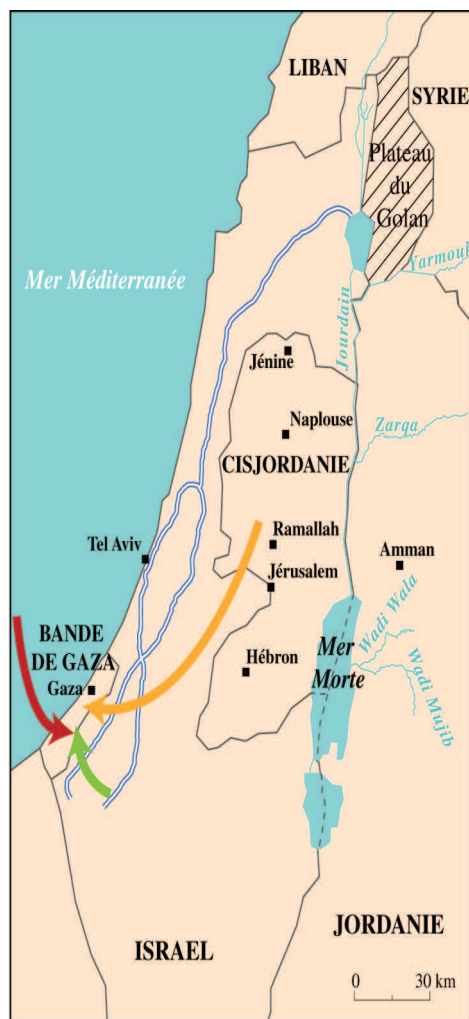 LIBAN
SYRIE
Plateau
du
Golan
Mer Méditerranée
Yarmouk
Jourdain
Jénine
Naplouse
Zarqa
CISJORDANIE
Ramallah
Tel Aviv
Amman
Jérusalem
Wadi Wala
BANDE
DE GAZA
Mer
Morte
Hébron
Gaza
Wadi Mujib
JORDANIE
ISRAEL
0 30 km